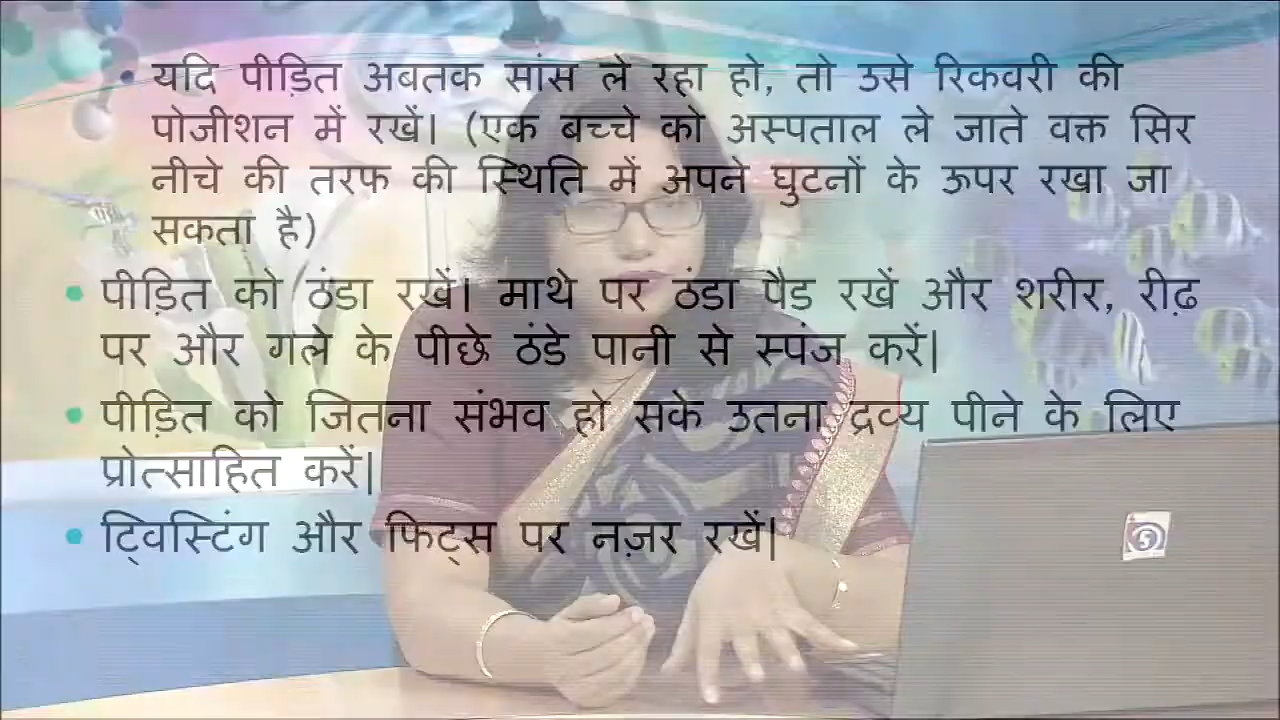 • यदि पीड़ित अबतक सांस ले रहा हो, तो उसे रिकवरी की
पोजीशन में रखें। (एक बच्चे को अस्पताल ले जाते वक्त सिर
नीचे की तरफ की स्थिति में अपने घुटनों के ऊपर रखा जा
सकता है)
• पीड़ित को ठंडा रखें। माथे पर ठंडा पैड रखें और शरीर, रीढ़
पर और गले के पीछे ठंडे पानी से स्पंज करें|
• पीड़ित को जितना संभव हो सके उतना द्रव्य पीने के लिए
प्रोत्साहित करें|
• ट्विस्टिंग और फिट्स पर नज़र रखें|
5